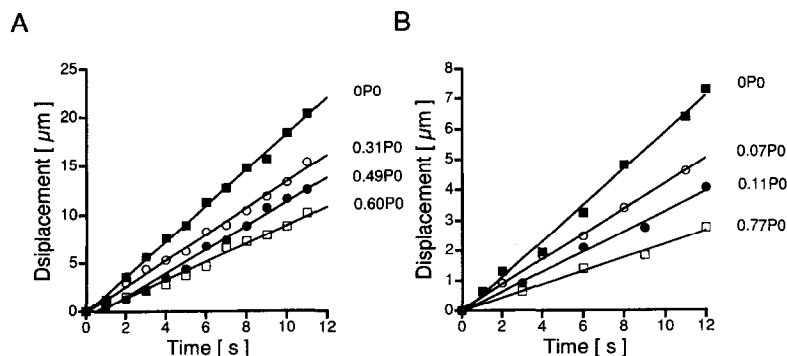 A
Dsiplacement [ µm ]
25
20
15
10
5
0
0 2 4 6 8 10 12
Time [ s ]
0P0
0.31P0
0.49P0
0.60P0
B
Dsiplacement [ µm ]
8
7
6
5
4
3
2
1
0
0 2 4 6 8 10 12
Time [ s ]
0P0
0.07P0
0.11P0
0.77P0